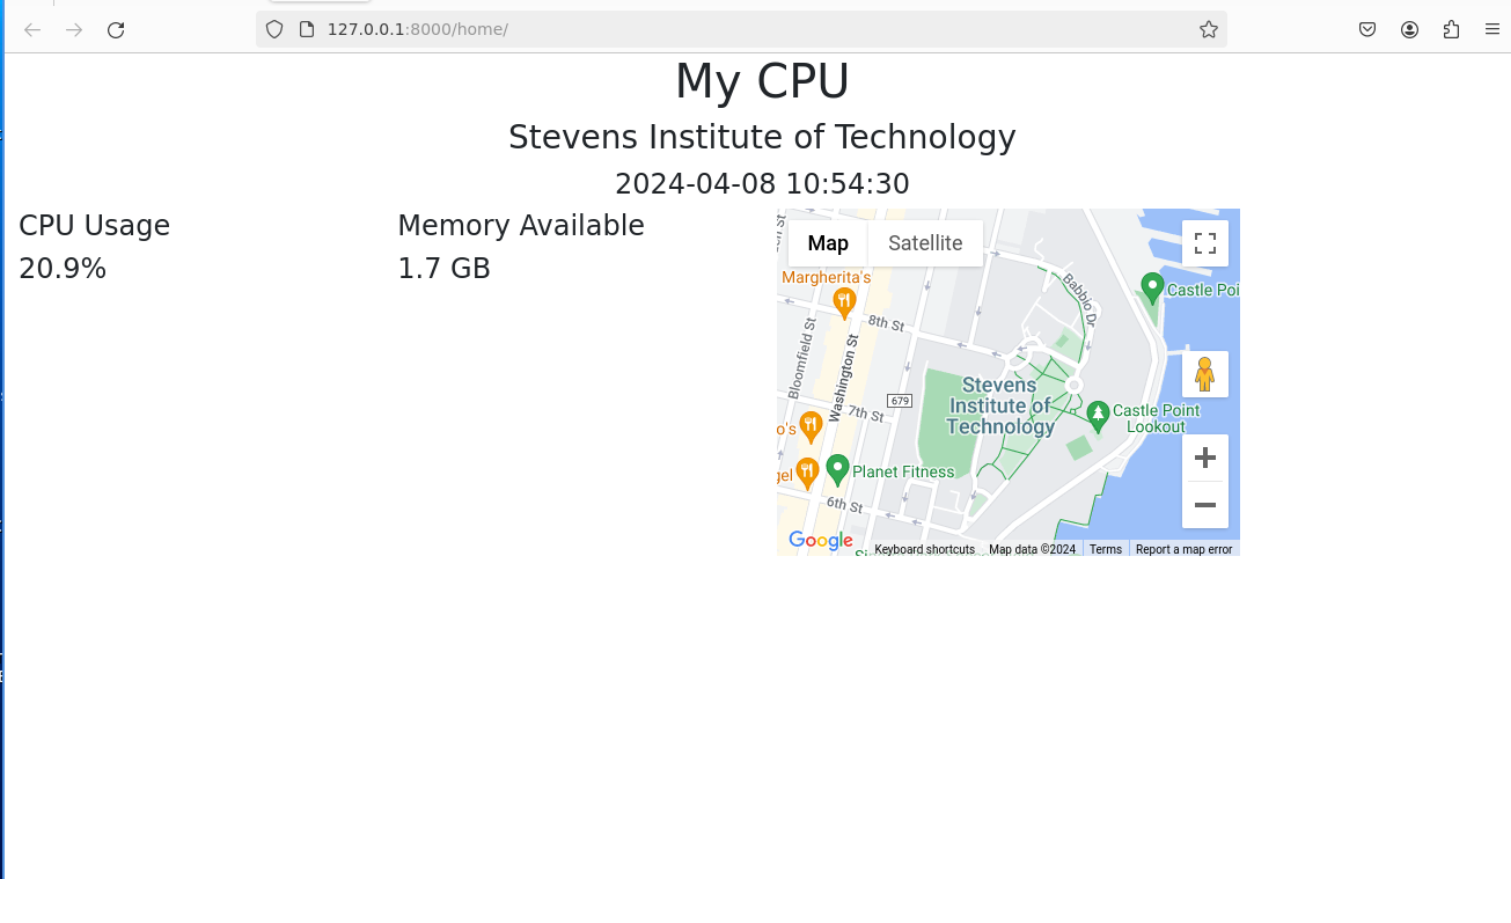 127.0.0.1:8000/home/
My CPU
Stevens Institute of Technology
2024-04-08 10:54:30
CPU Usage
20.9%
Memory Available
1.7 GB
Map
Satellite
Margherita's
8th St
Babbio Dr
Castle Poi
Bloomfield St
Washington St
679
Stevens
Institute of
Technology
7th St
Castle Point
Lookout
o's
gel
Planet Fitness
6th St
Google
Keyboard shortcuts
Map data ©2024
Terms
Report a map error